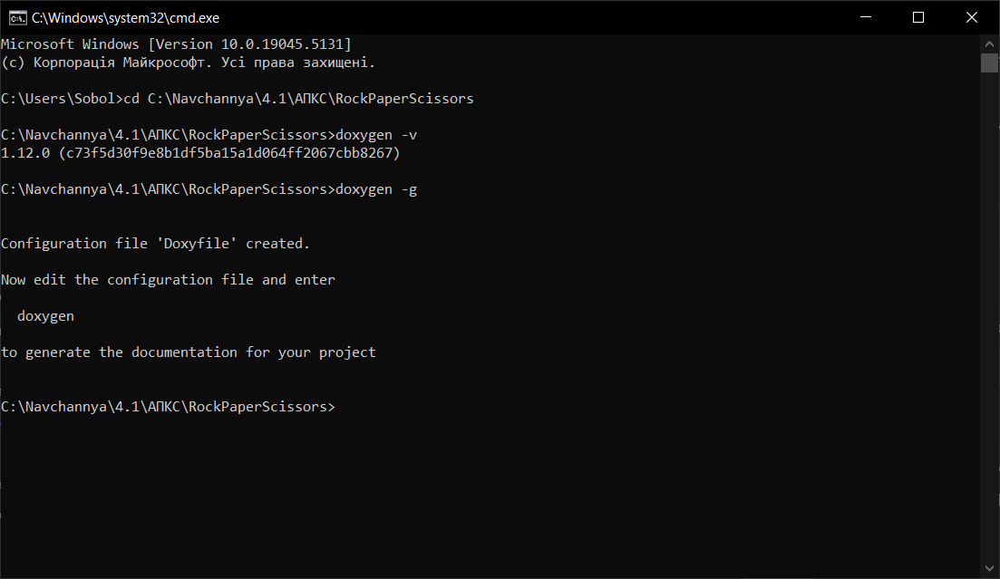 C:\Windows\system32\cmd.exe
Microsoft Windows [Version 10.0.19045.5131]
(c) Корпорація Майкрософт. Усі права захищені.
C:\Users\Sobol>cd C:\Navchannya\4.1\АПКС\RockPaperScissors
C:\Navchannya\4.1\АПКС\RockPaperScissors>doxygen -v
1.12.0 (c73f5d30f9e8b1df5ba15a1d064ff2067cbb8267)
C:\Navchannya\4.1\АПКС\RockPaperScissors>doxygen -g
Configuration file 'Doxyfile' created.
Now edit the configuration file and enter
doxygen
to generate the documentation for your project
C:\Navchannya\4.1\АПКС\RockPaperScissors>